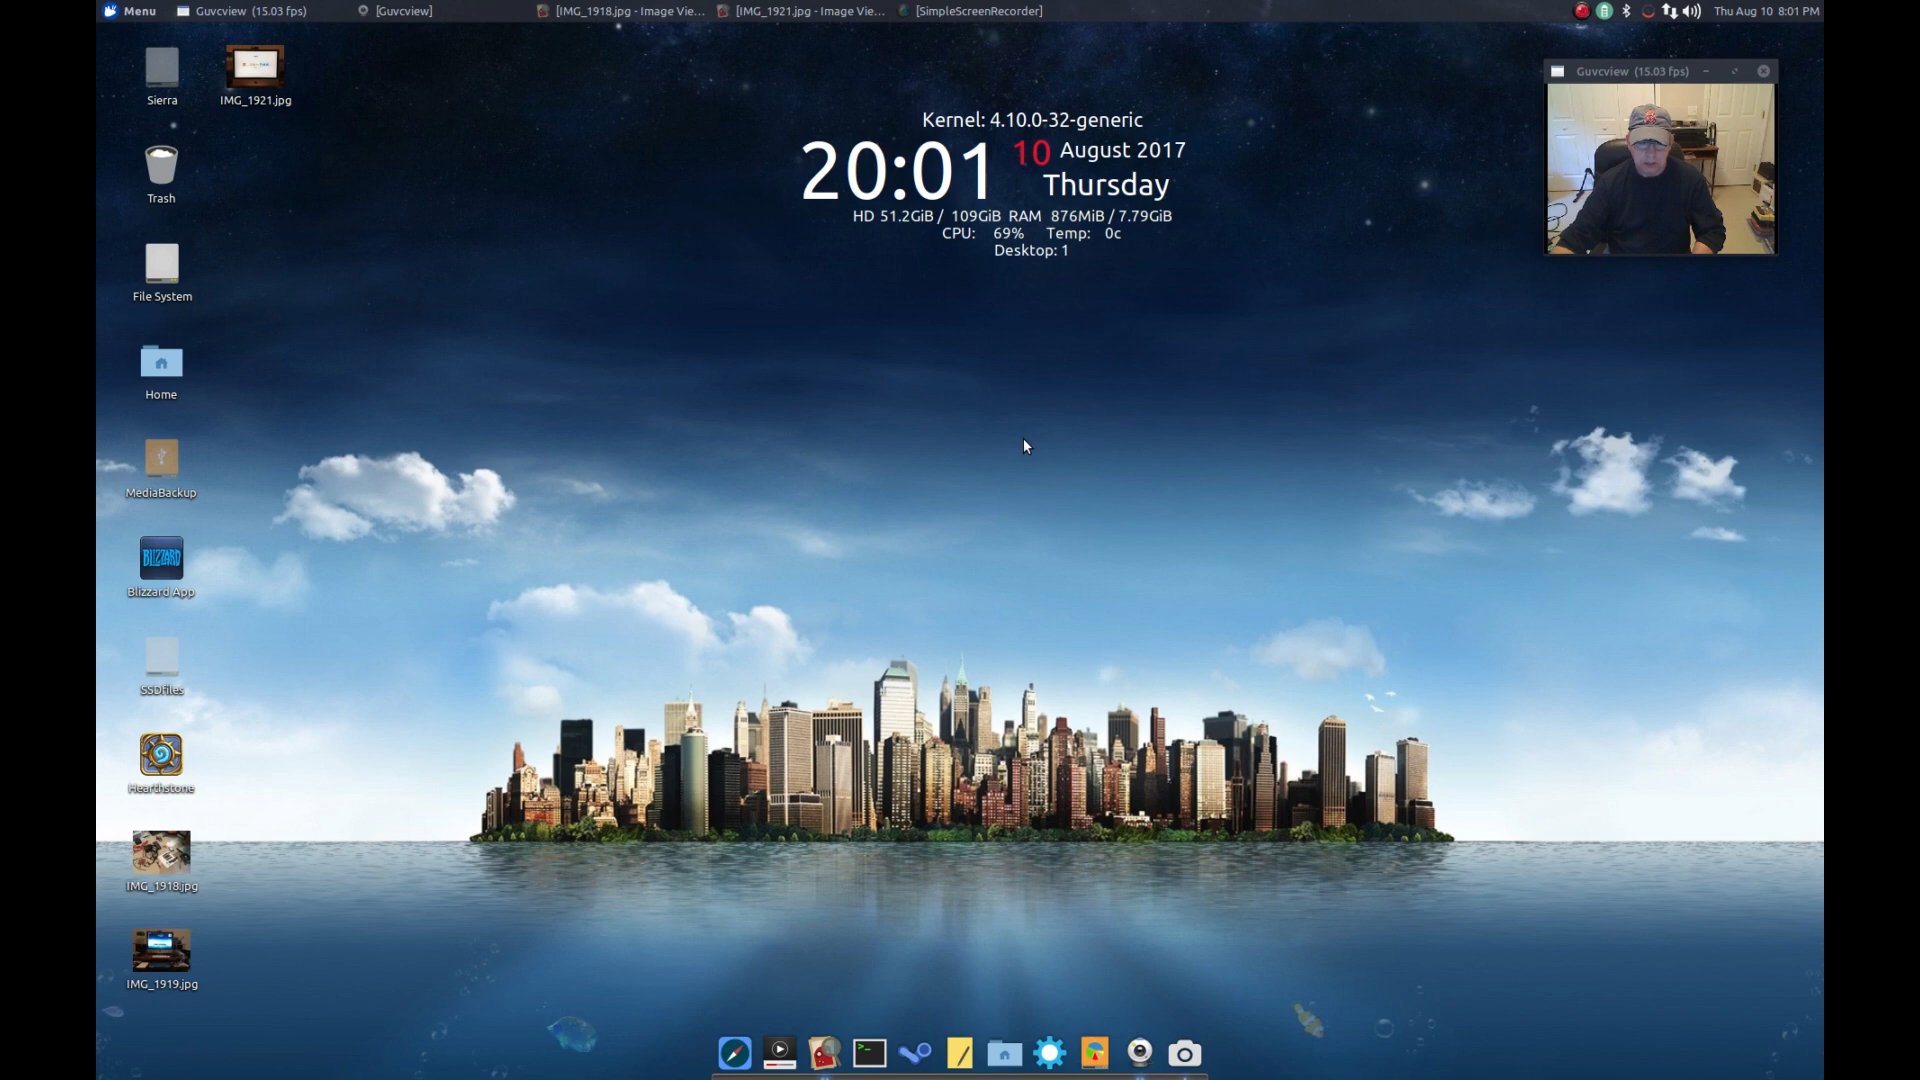 Menu Guvcview (15.03 fps) [Guvcview] [IMG_1918.jpg - Image Vie... [IMG_1921.jpg - Image Vie... [SimpleScreenRecorder] Thu Aug 10 8:01 PM
Guvcview (15.03 fps)
Sierra
IMG_1921.jpg
Kernel: 4.10.0-32-generic
20:01 10 August 2017
Thursday
HD 51.2GiB / 109GiB RAM 876MiB / 7.79GiB
CPU: 69% Temp: 0c
Desktop: 1
Trash
File System
Home
MediaBackup
BLIZZARD
Blizzard App
SSDfiles
Hearthstone
IMG_1918.jpg
IMG_1919.jpg